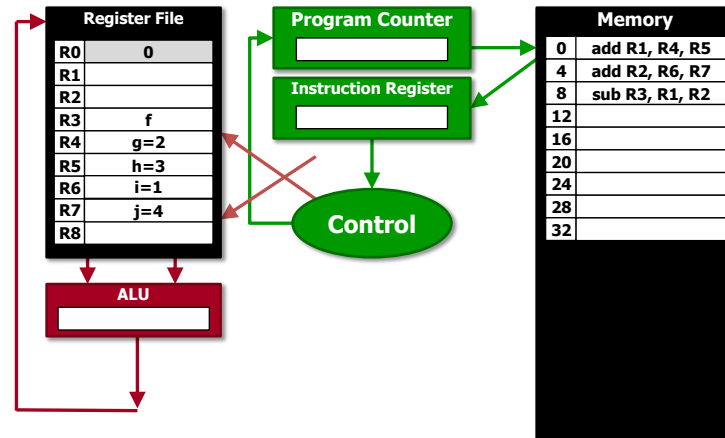 Register File
R0 0
R1
R2
R3 f
R4 g=2
R5 h=3
R6 i=1
R7 j=4
R8
ALU
Program Counter
Instruction Register
Control
Memory
0 add R1, R4, R5
4 add R2, R6, R7
8 sub R3, R1, R2
12
16
20
24
28
32